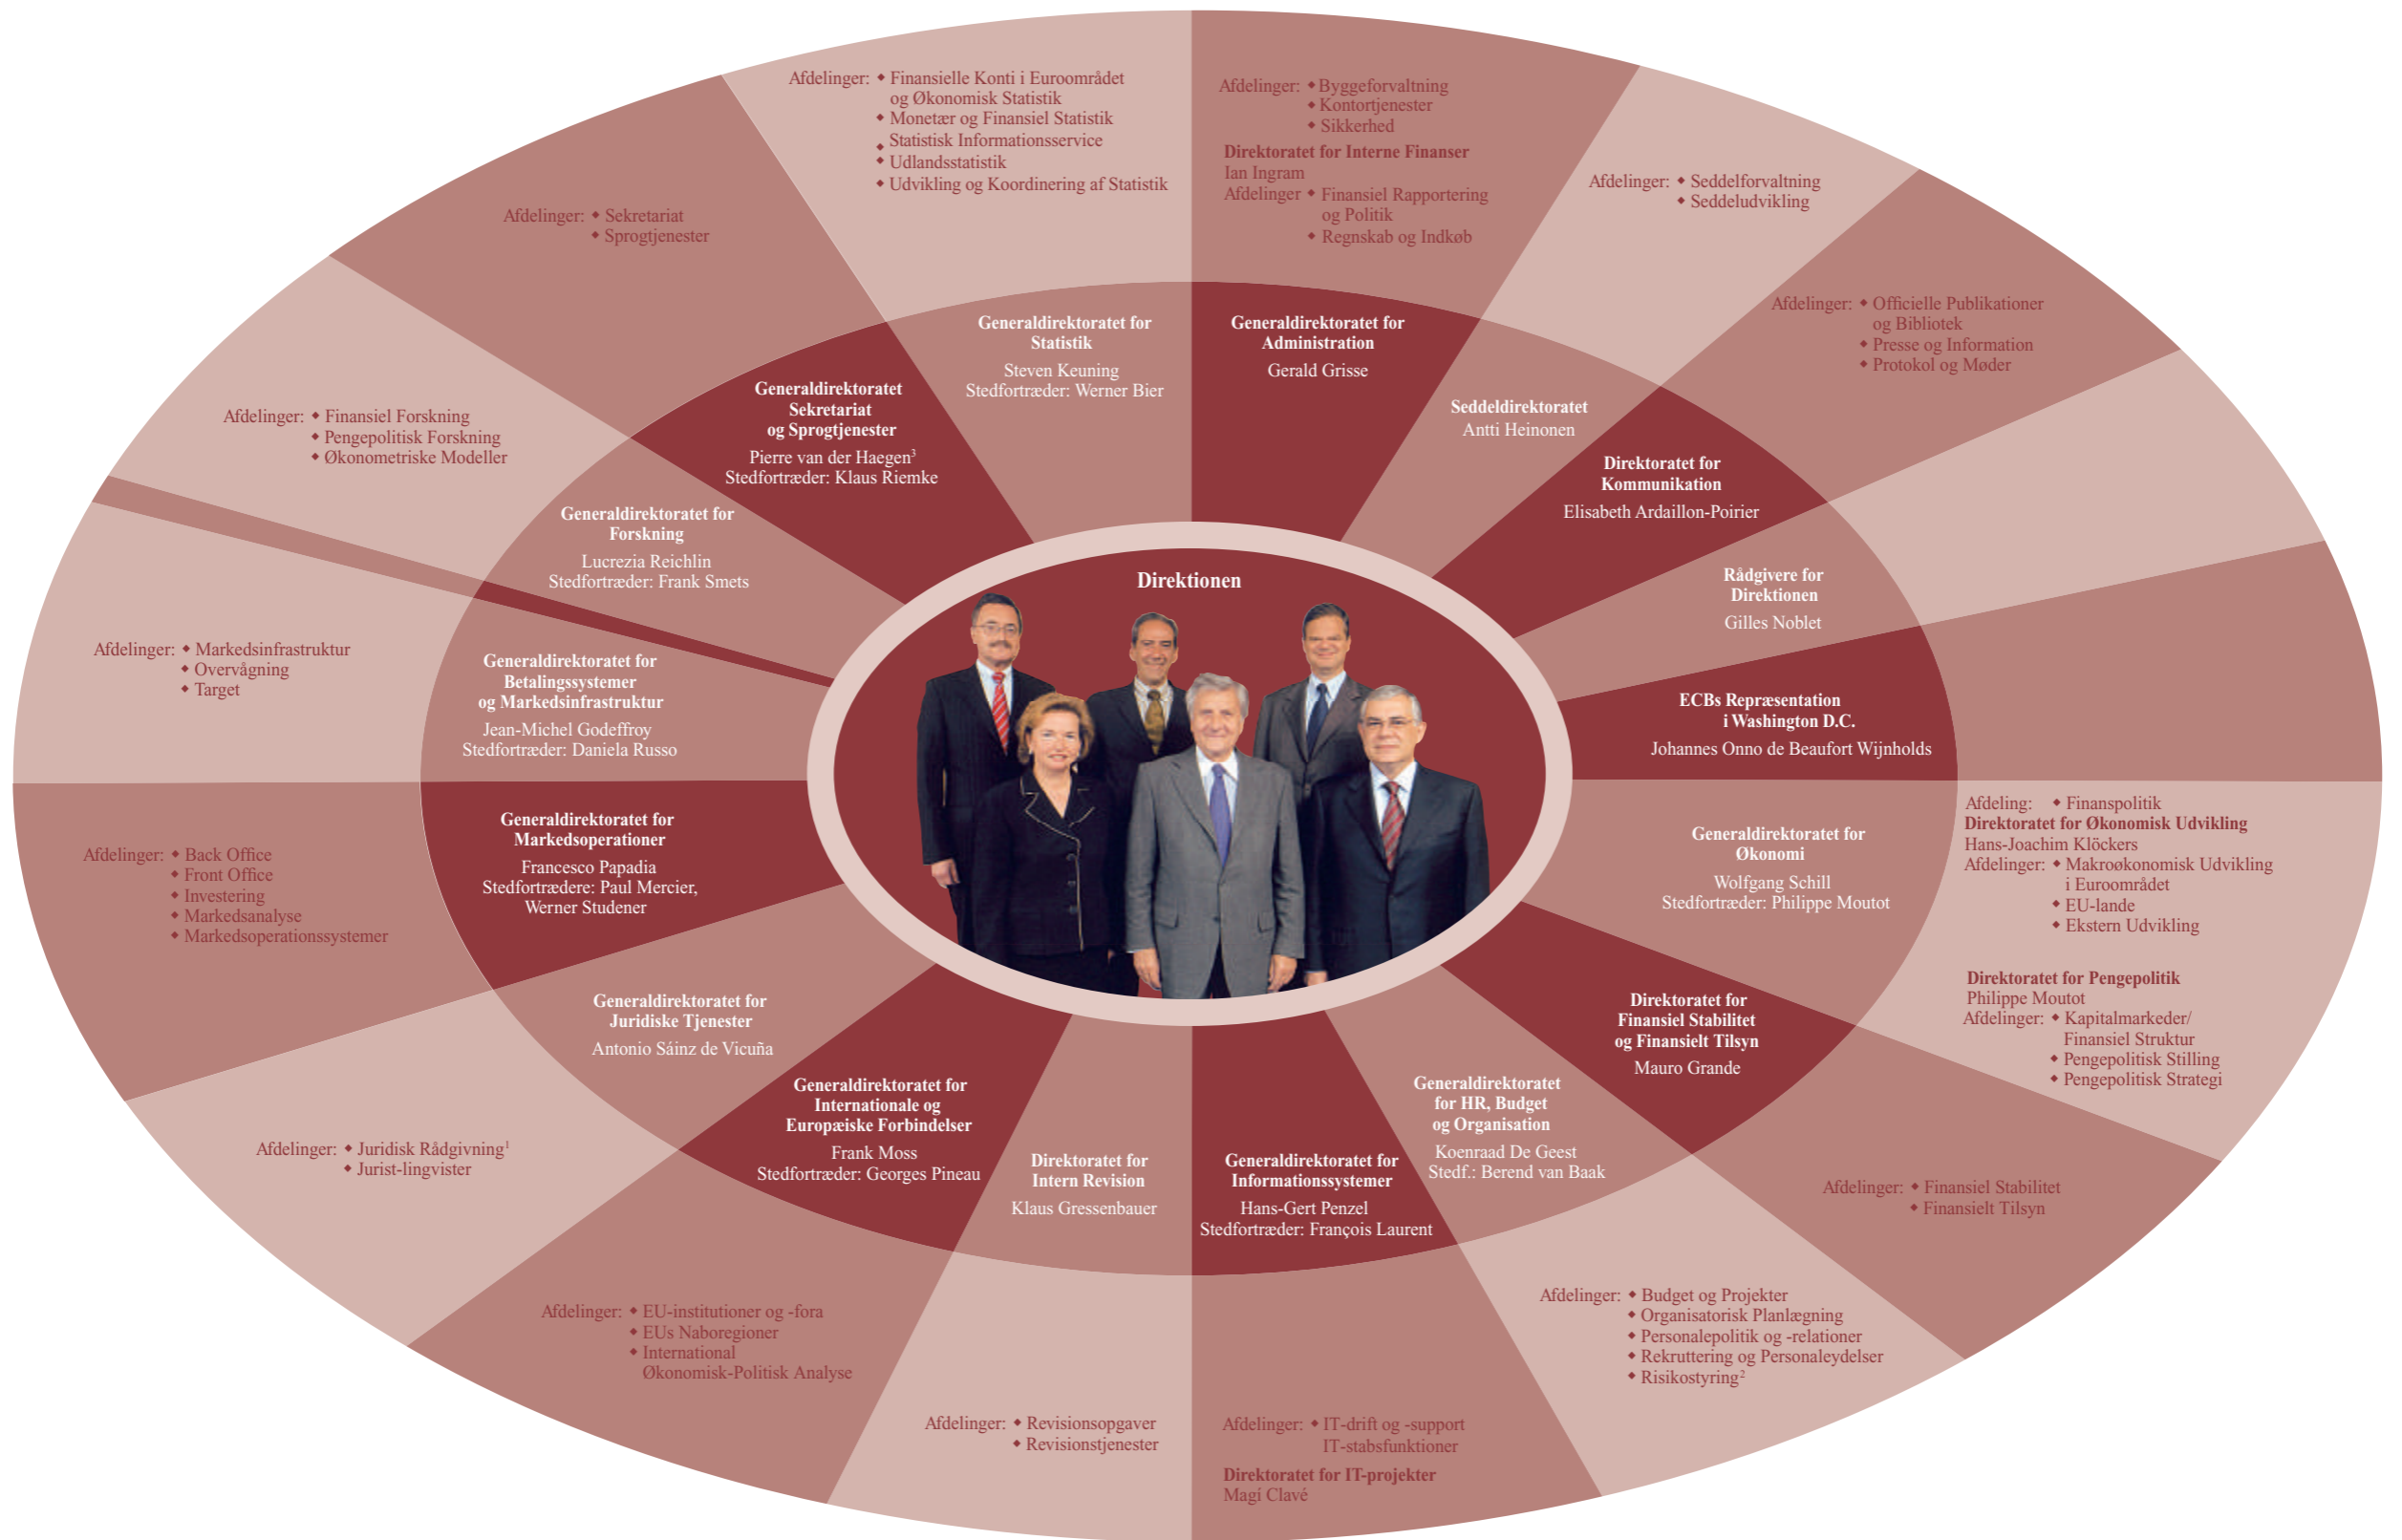 Direktionen
Afdelinger: ◆ Byggeforvaltning
◆ Kontortjenester
◆ Sikkerhed
Direktoratet for Interne Finanser
Ian Ingram
Afdelinger ◆ Finansiel Rapportering
og Politik
◆ Regnskab og Indkøb
Generaldirektoratet for
Administration
Gerald Grisse
Afdelinger: ◆ Seddelforvaltning
◆ Seddeludvikling
Seddeldirektoratet
Antti Heinonen
Afdelinger: ◆ Officielle Publikationer
og Bibliotek
◆ Presse og Information
◆ Protokol og Møder
Direktoratet for
Kommunikation
Elisabeth Ardaillon-Poirier
Rådgivere for
Direktionen
Gilles Noblet
ECBs Repræsentation
i Washington D.C.
Johannes Onno de Beaufort Wijnholds
Generaldirektoratet for
Økonomi
Wolfgang Schill
Stedfortræder: Philippe Moutot
Afdeling: ◆ Finanspolitik
Direktoratet for Økonomisk Udvikling
Hans-Joachim Klöckers
Afdelinger: ◆ Makroøkonomisk Udvikling
i Euroområdet
◆ EU-lande
◆ Ekstern Udvikling
Direktoratet for Pengepolitik
Philippe Moutot
Afdelinger: ◆ Kapitalmarkeder/
Finansiel Struktur
◆ Pengepolitisk Stilling
◆ Pengepolitisk Strategi
Direktoratet for
Finansiel Stabilitet
og Finansielt Tilsyn
Mauro Grande
Afdelinger: ◆ Finansiel Stabilitet
◆ Finansielt Tilsyn
Generaldirektoratet
for HR, Budget
og Organisation
Koenraad De Geest
Stedf.: Berend van Baak
Afdelinger: ◆ Budget og Projekter
◆ Organisatorisk Planlægning
◆ Personalepolitik og -relationer
◆ Rekruttering og Personaleydelser
◆ Risikostyring²
Generaldirektoratet for
Informationssystemer
Hans-Gert Penzel
Stedfortræder: François Laurent
Afdelinger: ◆ IT-drift og -support
IT-stabsfunktioner
Direktoratet for IT-projekter
Magí Clavé
Direktoratet for
Intern Revision
Klaus Gressenbauer
Afdelinger: ◆ Revisionsopgaver
◆ Revisionstjenester
Generaldirektoratet for
Internationale og
Europæiske Forbindelser
Frank Moss
Stedfortræder: Georges Pineau
Afdelinger: ◆ EU-institutioner og -fora
◆ EUs Naboregioner
◆ International
Økonomisk-Politisk Analyse
Generaldirektoratet for
Juridiske Tjenester
Antonio Sáinz de Vicuña
Afdelinger: ◆ Juridisk Rådgivning¹
◆ Jurist-lingvister
Generaldirektoratet for
Markedsoperationer
Francesco Papadia
Stedfortrædere: Paul Mercier,
Werner Studener
Afdelinger: ◆ Back Office
◆ Front Office
◆ Investering
◆ Markedsanalyse
◆ Markedsoperationssystemer
Generaldirektoratet for
Betalingssystemer
og Markedsinfrastruktur
Jean-Michel Godeffroy
Stedfortræder: Daniela Russo
Afdelinger: ◆ Markedsinfrastruktur
◆ Overvågning
◆ Target
Generaldirektoratet for
Forskning
Lucrezia Reichlin
Stedfortræder: Frank Smets
Afdelinger: ◆ Finansiel Forskning
◆ Pengepolitisk Forskning
◆ Økonometriske Modeller
Generaldirektoratet
Sekretariat
og Sprogtjenester
Pierre van der Haegen³
Stedfortræder: Klaus Riemke
Afdelinger: ◆ Sekretariat
◆ Sprogtjenester
Generaldirektoratet for
Statistik
Steven Keuning
Stedfortræder: Werner Bier
Afdelinger: ◆ Finansielle Konti i Euroområdet
og Økonomisk Statistik
◆ Monetær og Finansiel Statistik
◆ Statistisk Informationsservice
◆ Udlandsstatistik
◆ Udvikling og Koordinering af Statistik